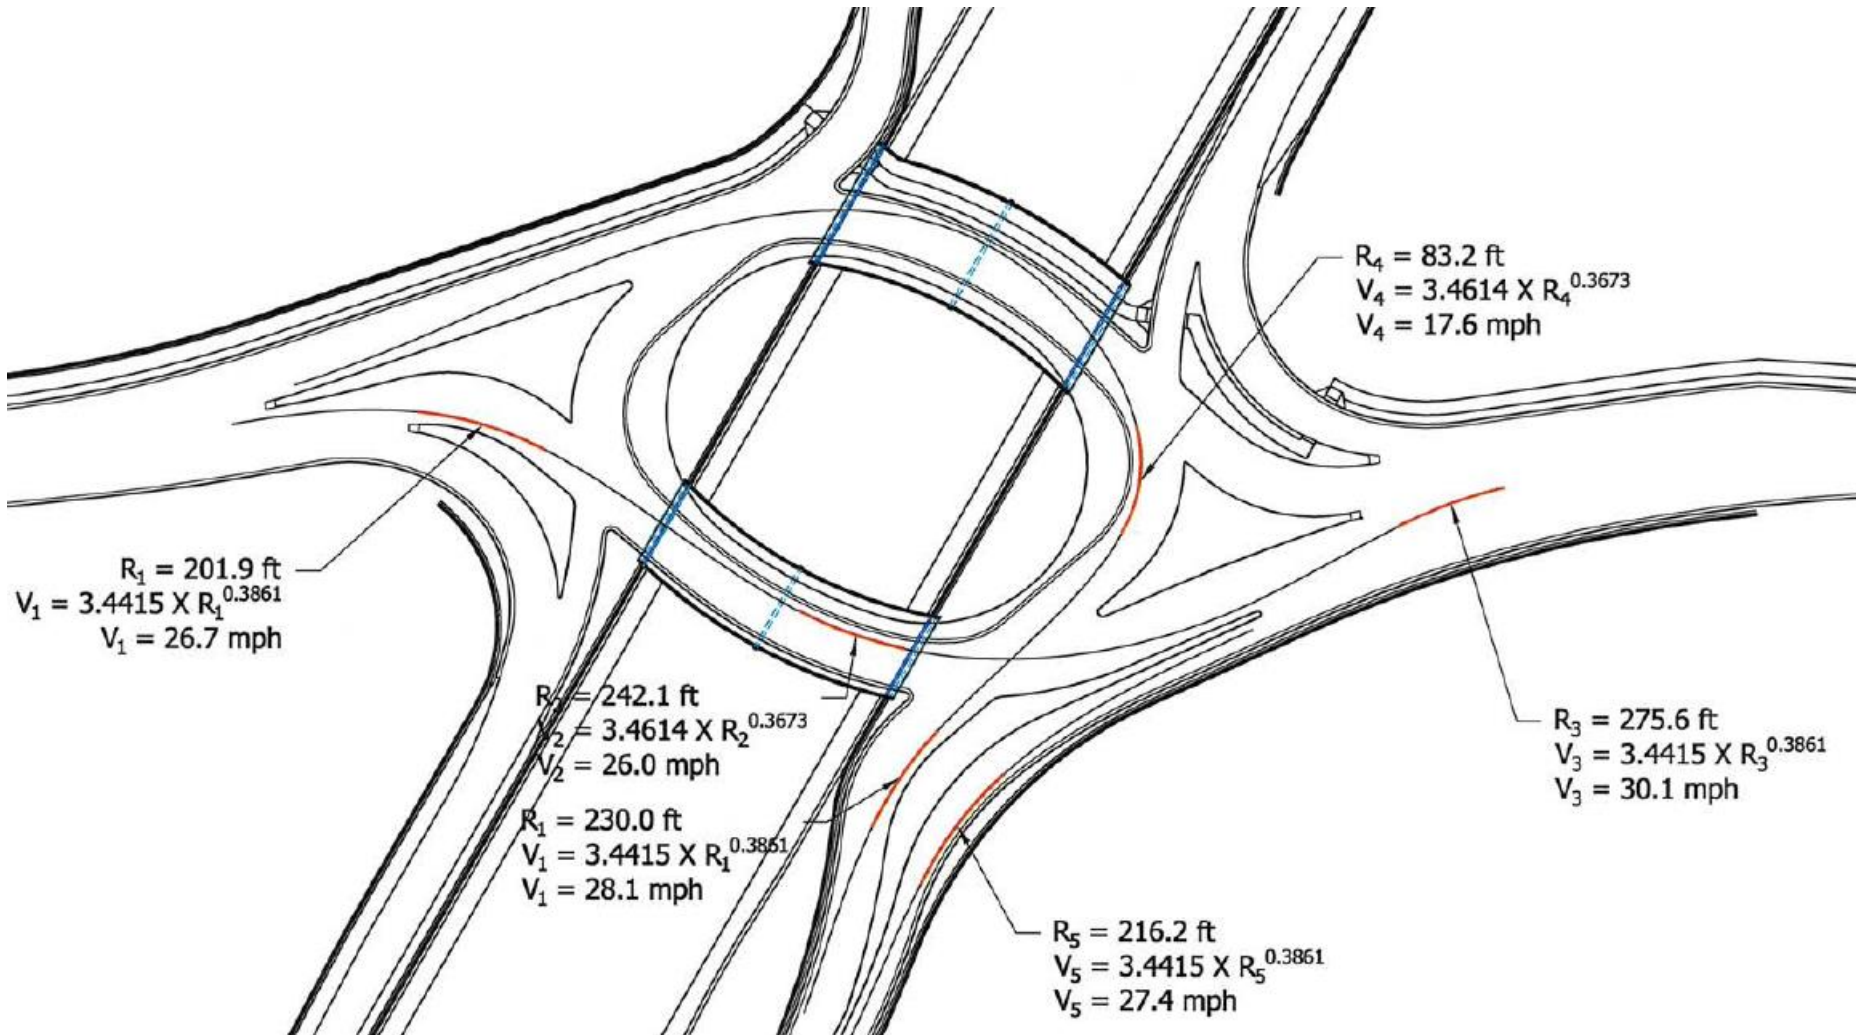 R₄ = 83.2 ft
V₄ = 3.4614 X R₄^0.3673
V₄ = 17.6 mph
R₁ = 201.9 ft
V₁ = 3.4415 X R₁^0.3861
V₁ = 26.7 mph
R₂ = 242.1 ft
V₂ = 3.4614 X R₂^0.3673
V₂ = 26.0 mph
R₃ = 275.6 ft
V₃ = 3.4415 X R₃^0.3861
V₃ = 30.1 mph
R₁ = 230.0 ft
V₁ = 3.4415 X R₁^0.3861
V₁ = 28.1 mph
R₅ = 216.2 ft
V₅ = 3.4415 X R₅^0.3861
V₅ = 27.4 mph